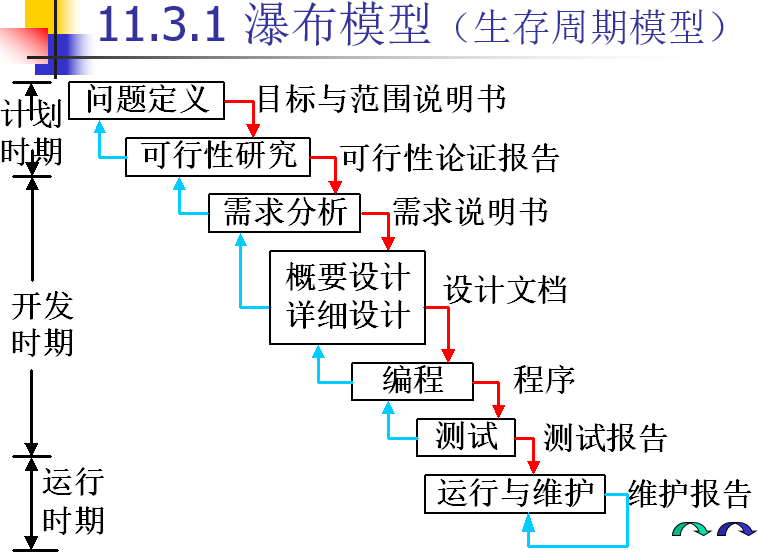 11.3.1 瀑布模型（生存周期模型）
计划
时期
问题定义
目标与范围说明书
可行性研究
可行性论证报告
需求分析
需求说明书
开发
时期
概要设计
详细设计
设计文档
编程
程序
测试
测试报告
运行
时期
运行与维护
维护报告